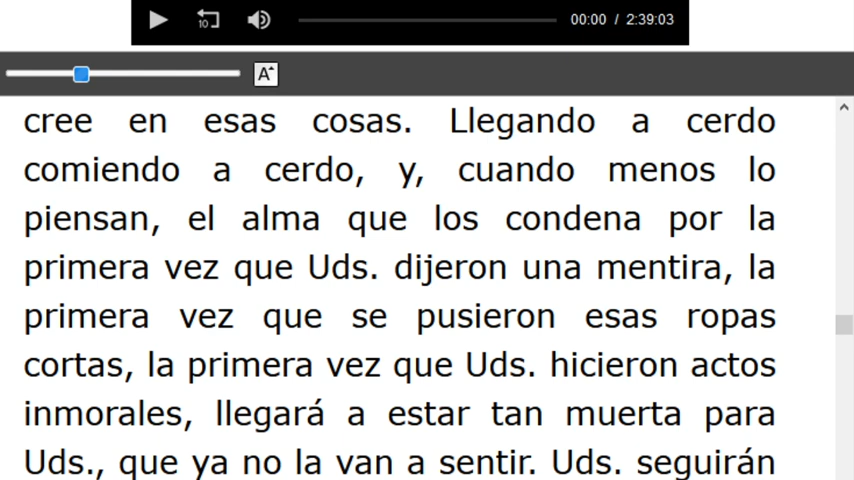 10
00:00 / 2:39:03
A
cree en esas cosas. Llegando a cerdo
comiendo a cerdo, y, cuando menos lo
piensan, el alma que los condena por la
primera vez que Uds. dijeron una mentira, la
primera vez que se pusieron esas ropas
cortas, la primera vez que Uds. hicieron actos
inmorales, llegará a estar tan muerta para
Uds., que ya no la van a sentir. Uds. seguirán